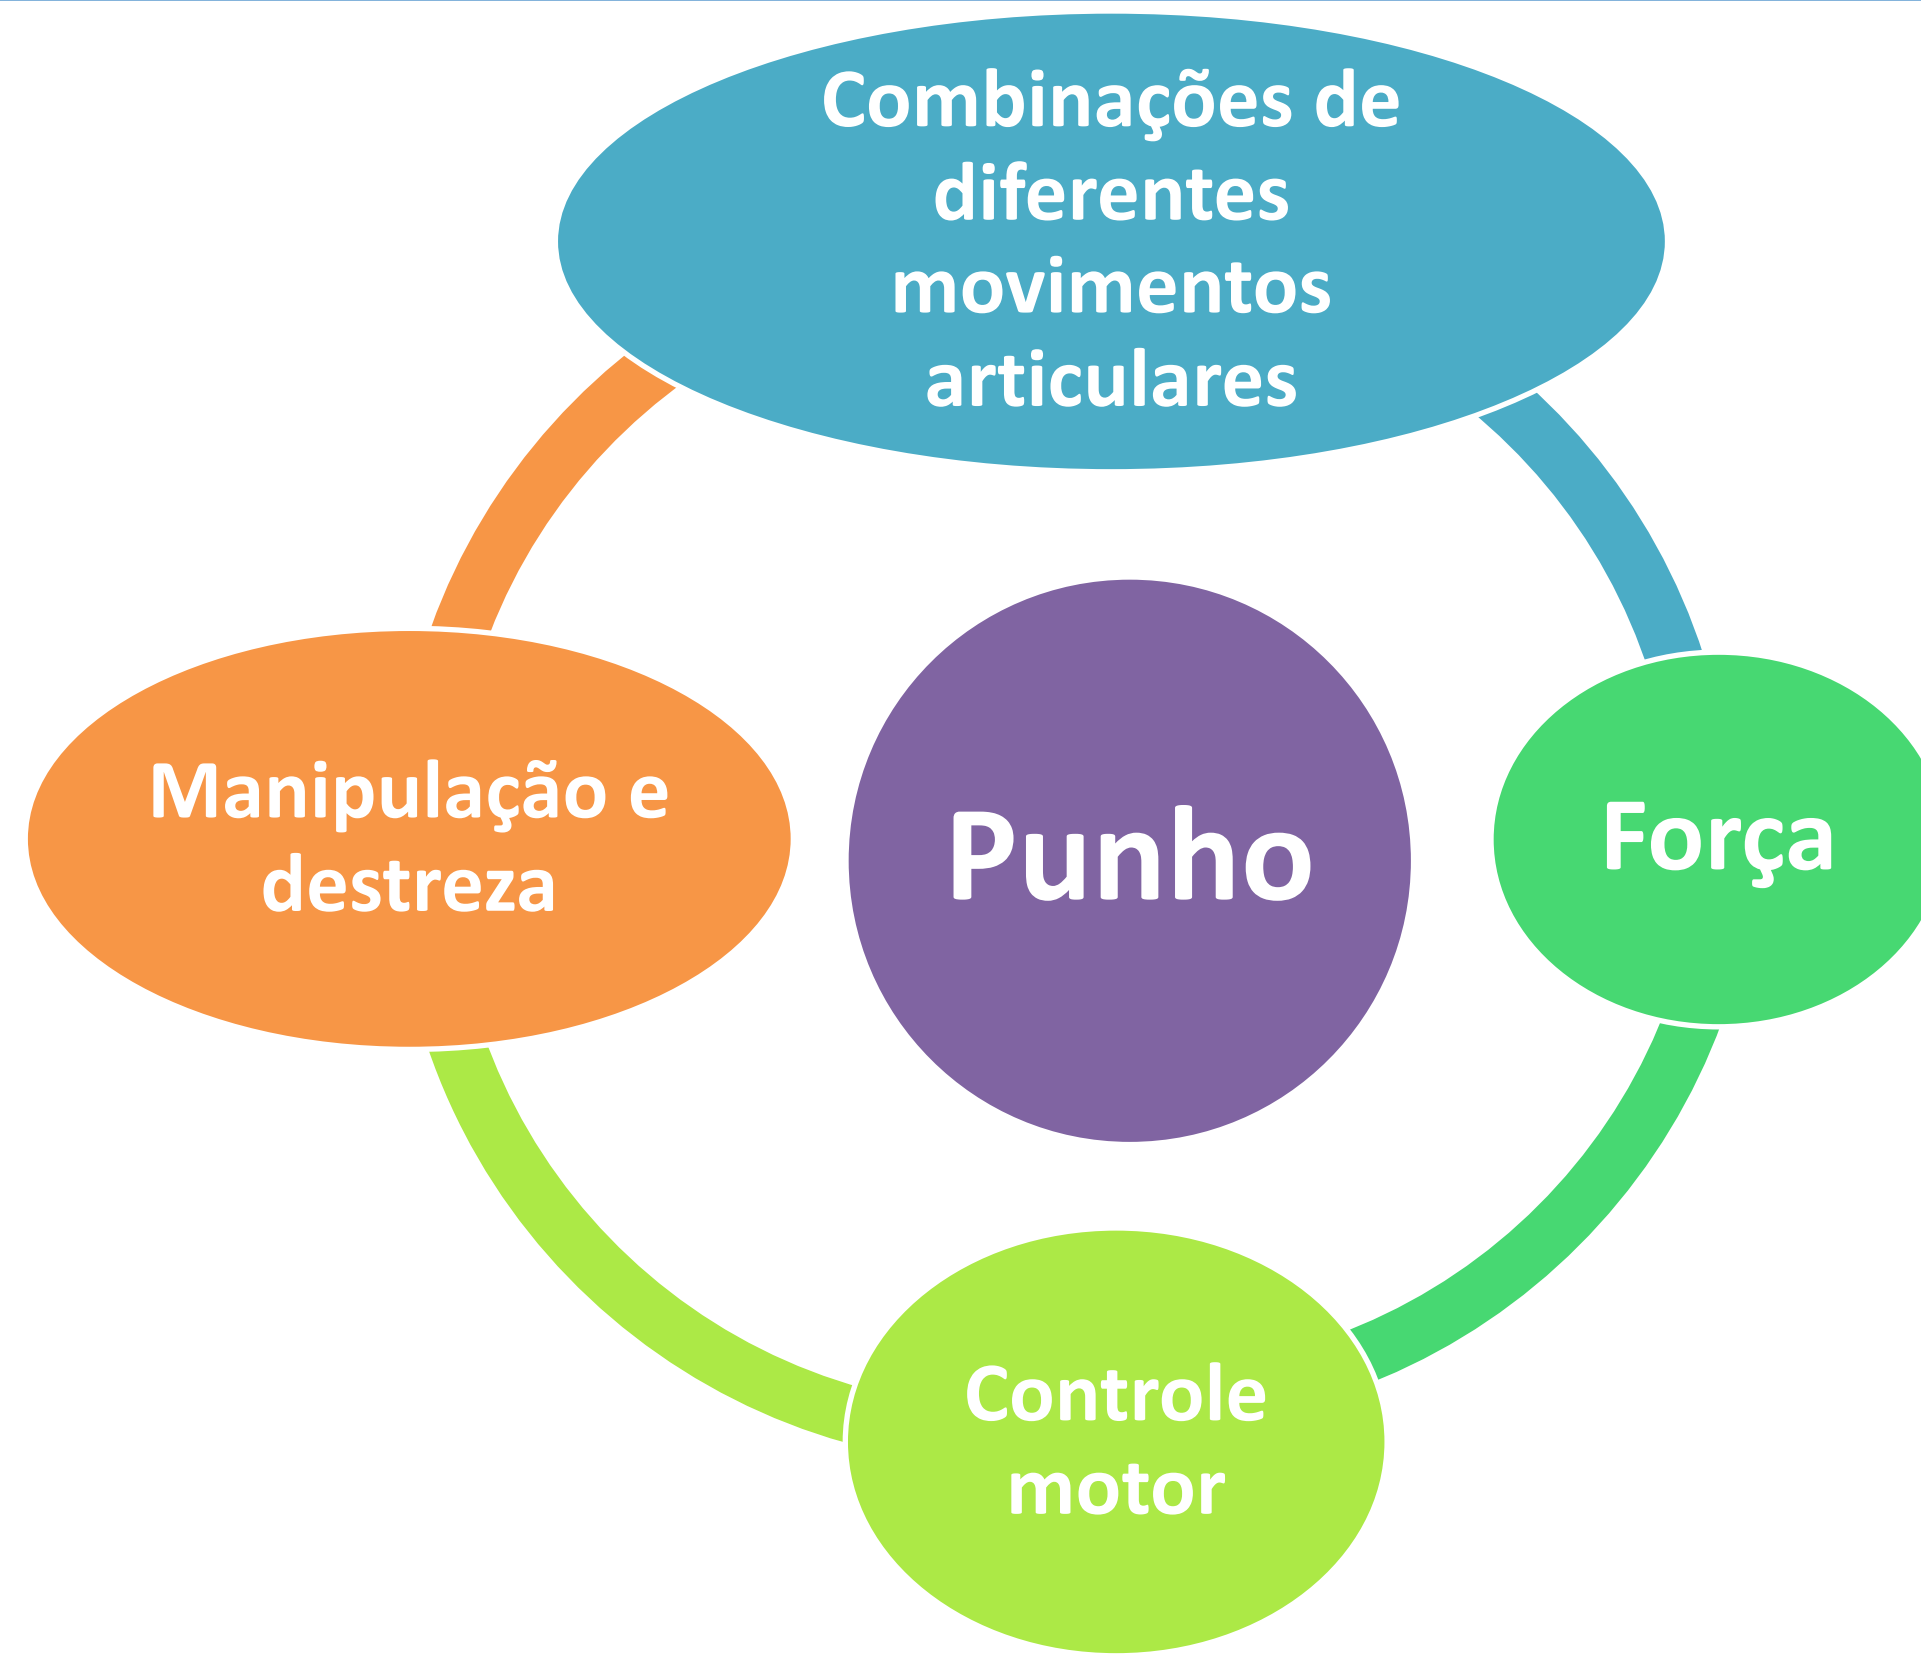 Combinações de
diferentes
movimentos
articulares
Manipulação e
destreza
Punho
Força
Controle
motor